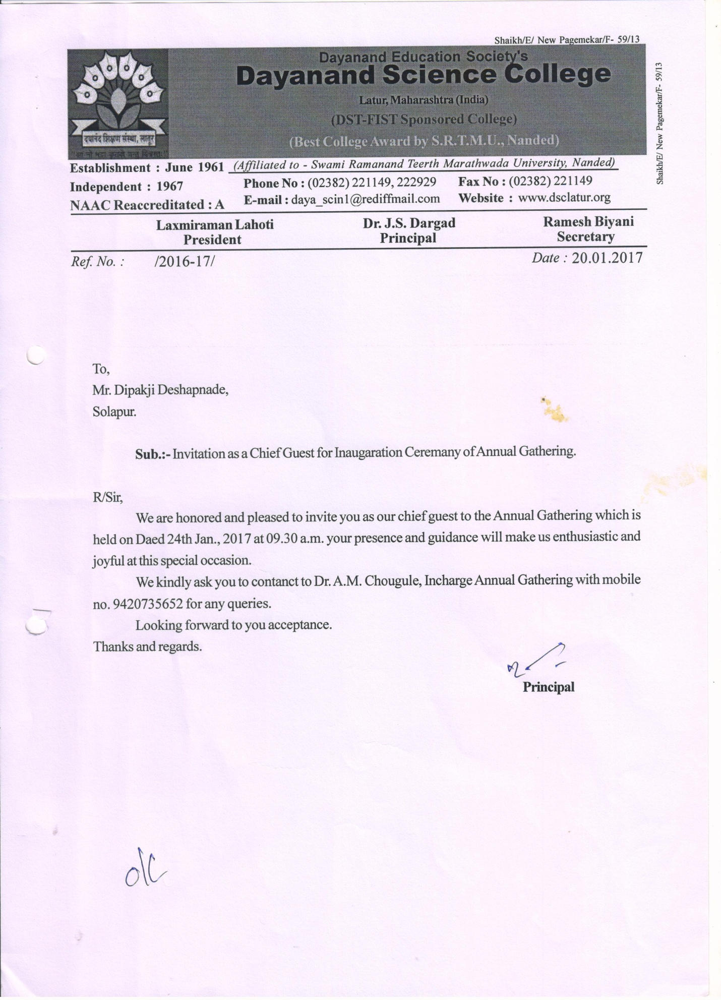 Shaikh/E/ New Pagemekar/F- 59/13
Shaikh/E/ New Pagemekar/F- 59/13
Dayanand Education Society's
Dayanand Science College
Latur, Maharashtra (India)
(DST-FIST Sponsored College)
(Best College Award by S.R.T.M.U., Nanded)
दयानंद शिक्षण संस्था, लातूर
Establishment : June 1961 (Affiliated to - Swami Ramanand Teerth Marathwada University, Nanded)
Independent : 1967 Phone No : (02382) 221149, 222929 Fax No : (02382) 221149
NAAC Reaccreditated : A E-mail : daya_scin1@rediffmail.com Website : www.dsclatur.org
Laxmiraman Lahoti Dr. J.S. Dargad Ramesh Biyani
President Principal Secretary
Ref. No. : /2016-17/ Date : 20.01.2017
To,
Mr. Dipakji Deshapnade,
Solapur.
Sub.:- Invitation as a Chief Guest for Inaugaration Ceremany of Annual Gathering.
R/Sir,
We are honored and pleased to invite you as our chief guest to the Annual Gathering which is
held on Daed 24th Jan., 2017 at 09.30 a.m. your presence and guidance will make us enthusiastic and
joyful at this special occasion.
We kindly ask you to contanct to Dr. A.M. Chougule, Incharge Annual Gathering with mobile
no. 9420735652 for any queries.
Looking forward to you acceptance.
Thanks and regards.
Principal